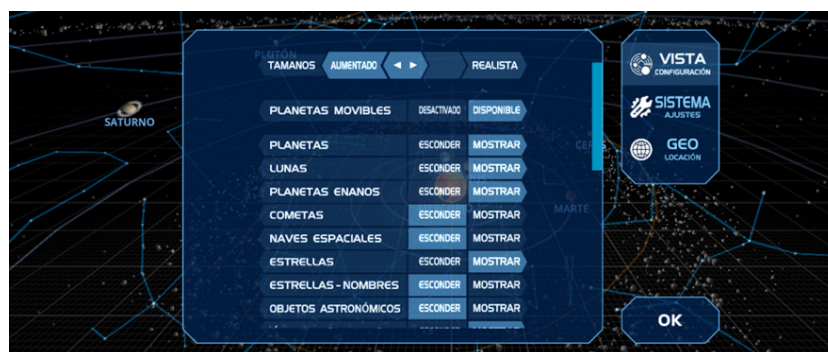 PLUTÓN
TAMANOS AUMENTADO REALISTA
PLANETAS MOVIBLES DESACTIVADO DISPONIBLE
PLANETAS ESCONDER MOSTRAR
LUNAS ESCONDER MOSTRAR
PLANETAS ENANOS ESCONDER MOSTRAR
COMETAS ESCONDER MOSTRAR
NAVES ESPACIALES ESCONDER MOSTRAR
ESTRELLAS ESCONDER MOSTRAR
ESTRELLAS - NOMBRES ESCONDER MOSTRAR
OBJETOS ASTRONÓMICOS ESCONDER MOSTRAR
SATURNO
MARTE
VISTA
CONFIGURACIÓN
SISTEMA
AJUSTES
GEO
LOCACIÓN
OK